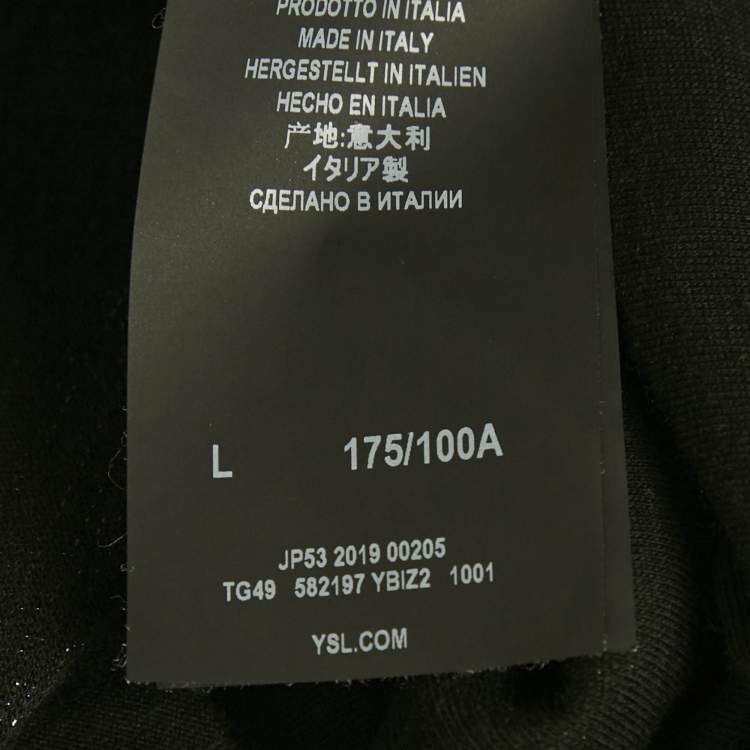 PRODOTTO IN ITALIA
MADE IN ITALY
HERGESTELLT IN ITALIEN
HECHO EN ITALIA
产地:意大利
イタリア製
СДЕЛАНО В ИТАЛИИ
L 175/100A
JP53 2019 00205
TG49 582197 YBIZ2 1001
YSL.COM